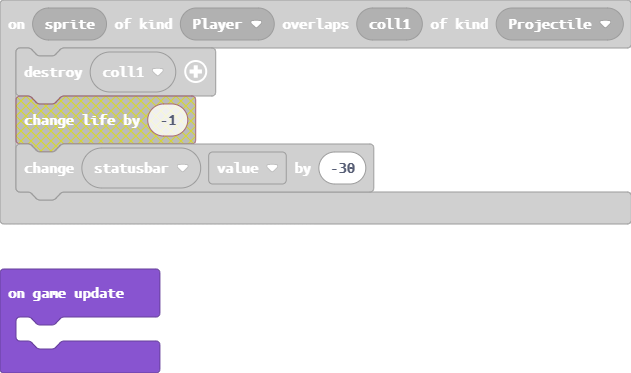 on sprite of kind Player overlaps coll1 of kind Projectile
destroy coll1
change life by -1
change statusbar value by -30
on game update